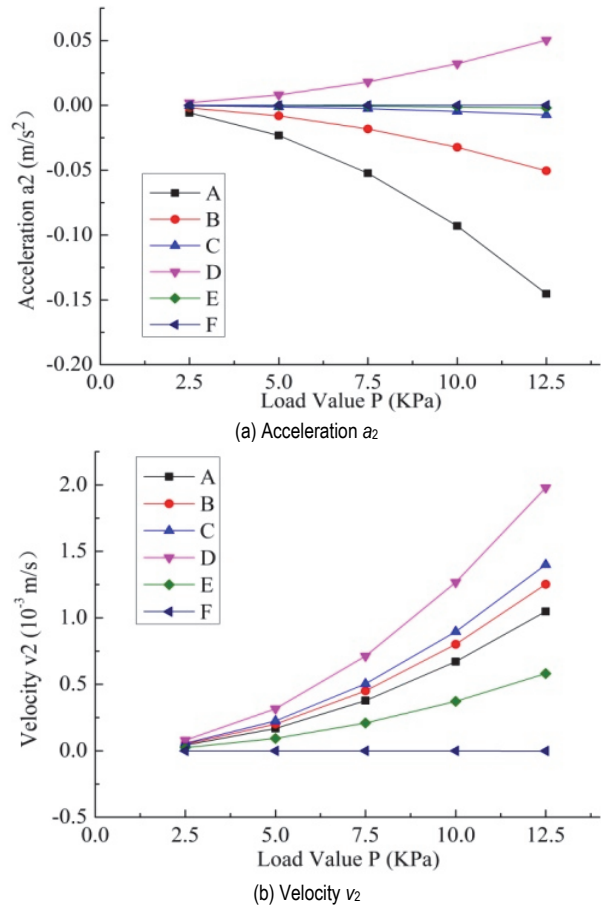 0.05
0.00
-0.05
-0.10
-0.15
-0.20
Acceleration a2 (m/s²)
A
B
C
D
E
F
0.0 2.5 5.0 7.5 10.0 12.5
Load Value P (KPa)
(a) Acceleration a₂
2.0
1.5
1.0
0.5
0.0
-0.5
Velocity v2 (10⁻³ m/s)
A
B
C
D
E
F
0.0 2.5 5.0 7.5 10.0 12.5
Load Value P (KPa)
(b) Velocity v₂